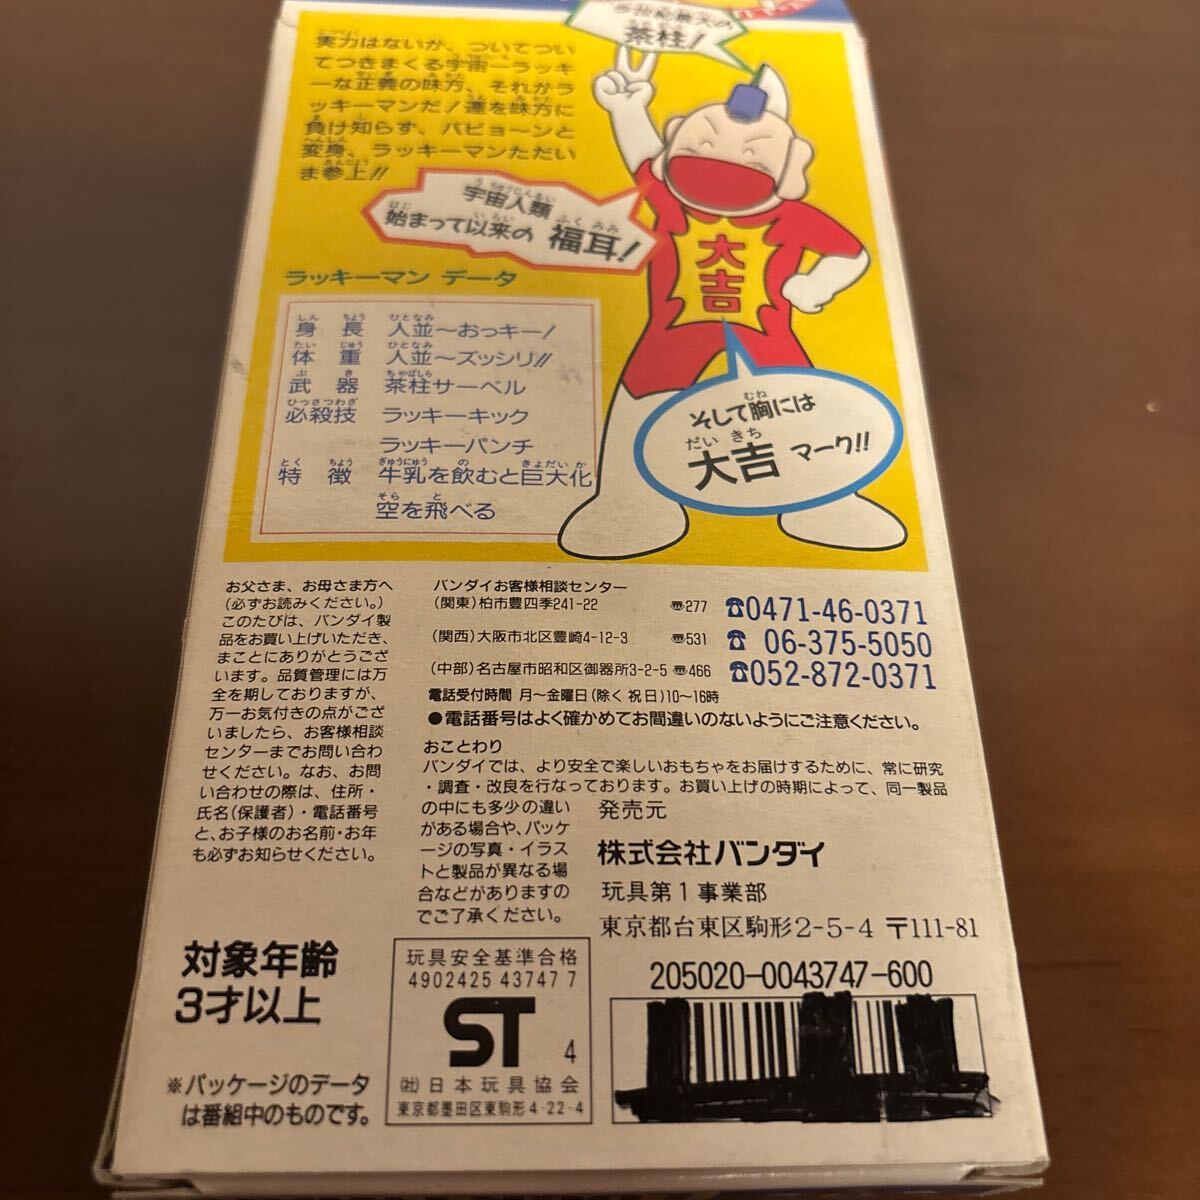 茶柱!
実力はないが、ついてつい
てつきまくる宇宙一ラッキ
ーな正義の味方、それがラ
ッキーマンだ!運を味方に
負け知らず、パピョーンと
変身、ラッキーマンただい
ま参上!!
宇宙人類
始まって以来の 福耳!
大吉
そして胸には
大吉 マーク!!
ラッキーマン データ
身長 人並〜おっキー!
体重 人並〜ズッシリ!!
武器 茶柱サーベル
必殺技 ラッキーキック
ラッキーパンチ
特徴 牛乳を飲むと巨大化
空を飛べる
お父さま、お母さま方へ
(必ずお読みください。)
このたびは、バンダイ製
品をお買い上げいただき、
まことにありがとうござ
います。品質管理には万
全を期しておりますが、
万一お気付きの点がござ
いましたら、お客様相談
センターまでお問い合わ
せください。なお、お問
い合わせの際は、住所・
氏名(保護者)・電話番号
と、お子様のお名前・お年
も必ずお知らせください。
バンダイお客様相談センター
(関東)柏市豊四季241-22 〠277 ☎0471-46-0371
(関西)大阪市北区豊崎4-12-3 〠531 ☎06-375-5050
(中部)名古屋市昭和区御器所3-2-5 〠466 ☎052-872-0371
電話受付時間 月〜金曜日(除く祝日)10〜16時
●電話番号はよく確かめてお間違いのないようにご注意ください。
おことわり
バンダイでは、より安全で楽しいおもちゃをお届けするために、常に研究
・調査・改良を行なっております。お買い上げの時期によって、同一製品
の中にも多少の違い
がある場合や、パッケ
ージの写真・イラス
トと製品が異なる場
合などがありますの
でご了承ください。
発売元
株式会社バンダイ
玩具第1事業部
東京都台東区駒形2-5-4 〒111-81
205020-0043747-600
対象年齢
3才以上
※パッケージのデータ
は番組中のものです。
玩具安全基準合格
4902425 43747 7
ST 4
(社)日本玩具協会
東京都墨田区東駒形4-22-4